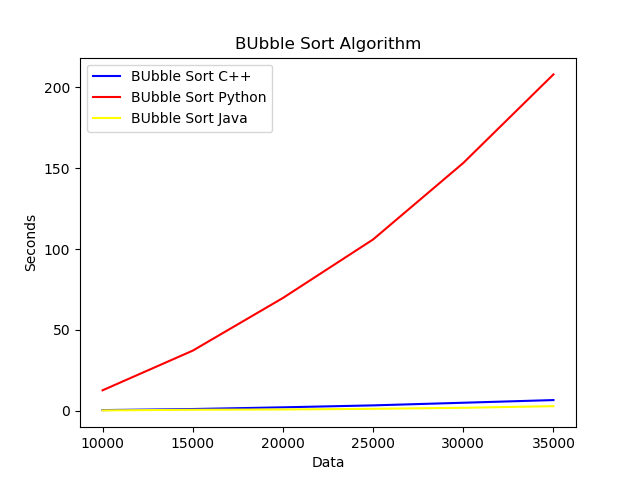 BUbble Sort Algorithm
BUbble Sort C++
BUbble Sort Python
BUbble Sort Java
Seconds
200
150
100
50
0
10000 15000 20000 25000 30000 35000
Data